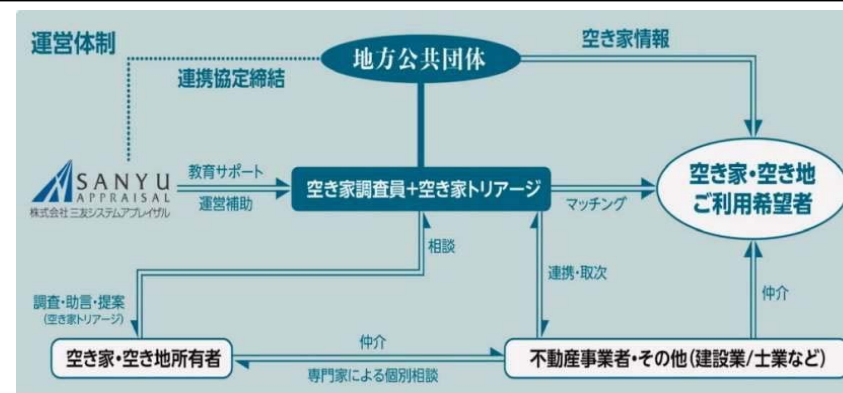 運営体制
地方公共団体
空き家情報
連携協定締結
SANYU
APPRAISAL
株式会社 三友システムアプレイザル
教育サポート
運営補助
空き家調査員+空き家トリアージ
マッチング
空き家・空き地
ご利用希望者
相談
連携・取次
仲介
調査・助言・提案
(空き家トリアージ)
空き家・空き地所有者
仲介
専門家による個別相談
不動産事業者・その他(建設業/士業など)